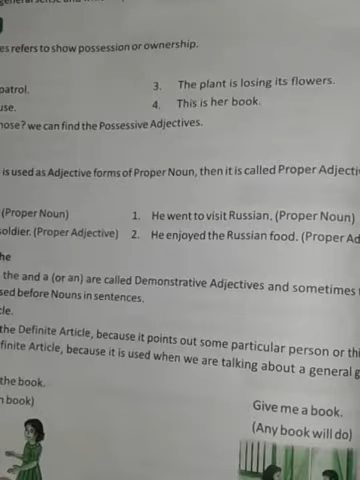 es refers to show possession or ownership.
patrol.
3. The plant is losing its flowers.
use.
4. This is her book.
hose? we can find the Possessive Adjectives.
is used as Adjective forms of Proper Noun, then it is called Proper Adjecti
(Proper Noun)
1. He went to visit Russian. (Proper Noun)
soldier. (Proper Adjective)
2. He enjoyed the Russian food. (Proper Ad
he
the and a (or an) are called Demonstrative Adjectives and sometimes
sed before Nouns in sentences.
cle.
the Definite Article, because it points out some particular person or thi
finite Article, because it is used when we are talking about a general
the book.
book)
Give me a book.
(Any book will do)